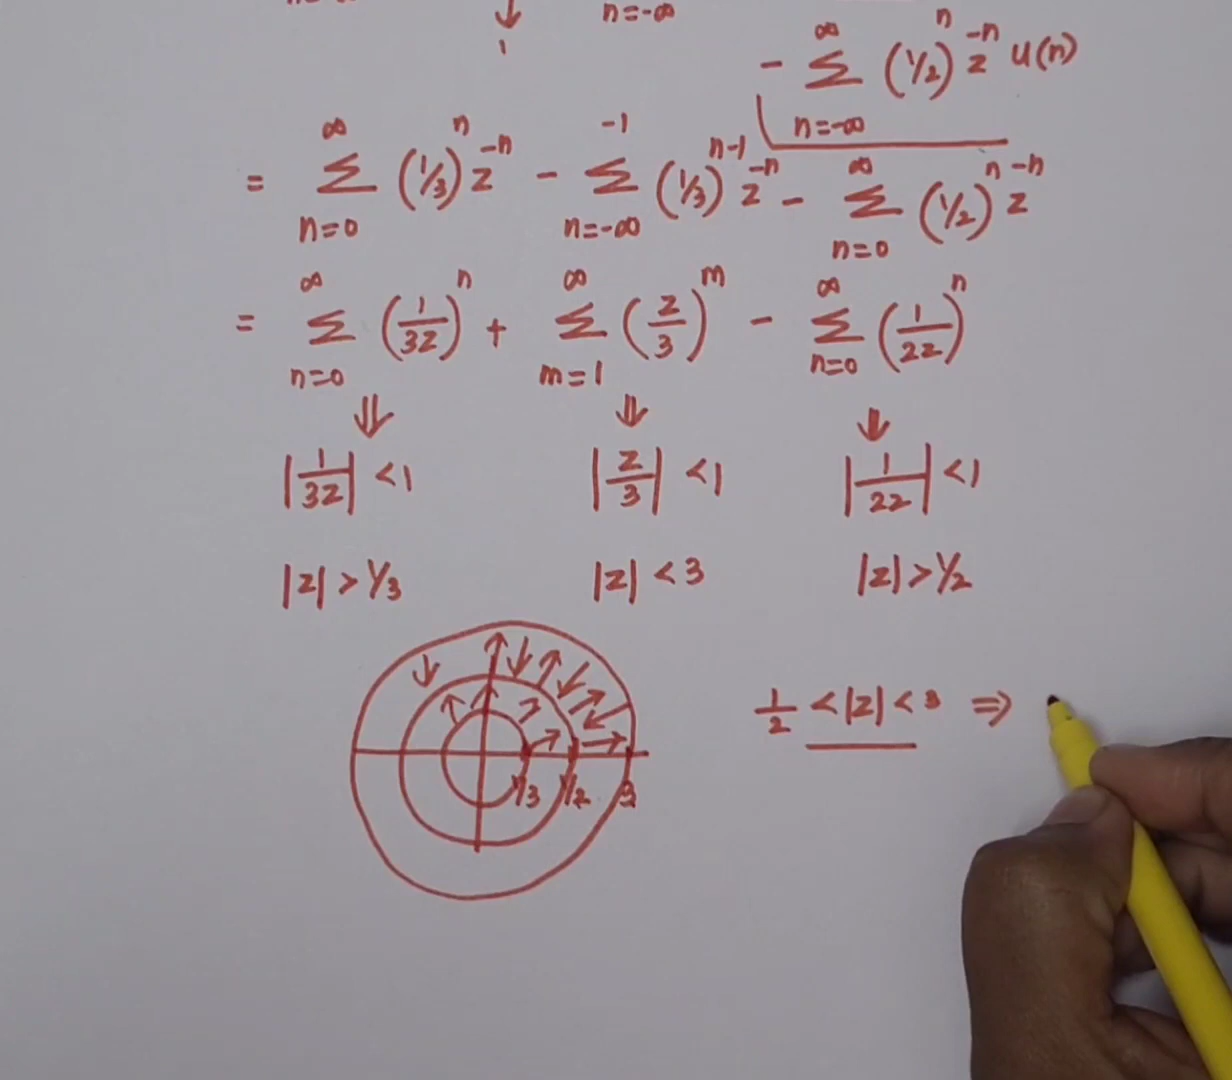 n=-∞
- Σ_{n=-∞}^{∞} (1/2)^n z^{-n} u(n)
= Σ_{n=0}^{∞} (1/3)^n z^{-n} - Σ_{n=-∞}^{-1} (1/3)^{n-1} z^{-n} - Σ_{n=0}^{∞} (1/2)^n z^{-n}
= Σ_{n=0}^{∞} (1/3z)^n + Σ_{m=1}^{∞} (z/3)^m - Σ_{n=0}^{∞} (1/2z)^n
⇓ ⇓ ⇓
|1/3z| < 1 |z/3| < 1 |1/2z| < 1
|z| > 1/3 |z| < 3 |z| > 1/2
1/2 < |z| < 3 ⇒
1/3 1/2 3